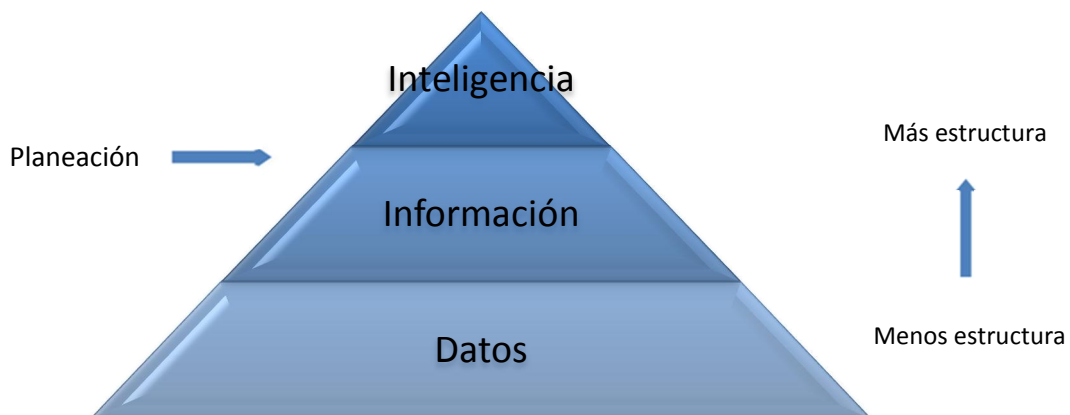 Inteligencia
Más estructura
Planeación
Información
Menos estructura
Datos